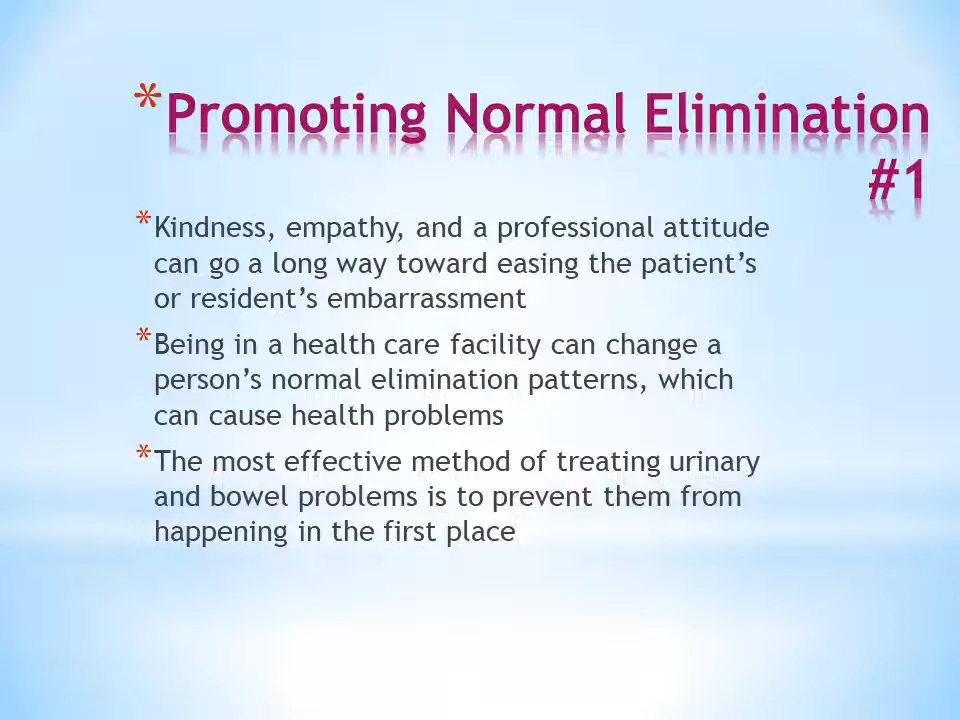 *Promoting Normal Elimination
#1
*Kindness, empathy, and a professional attitude
can go a long way toward easing the patient’s
or resident’s embarrassment
*Being in a health care facility can change a
person’s normal elimination patterns, which
can cause health problems
*The most effective method of treating urinary
and bowel problems is to prevent them from
happening in the first place